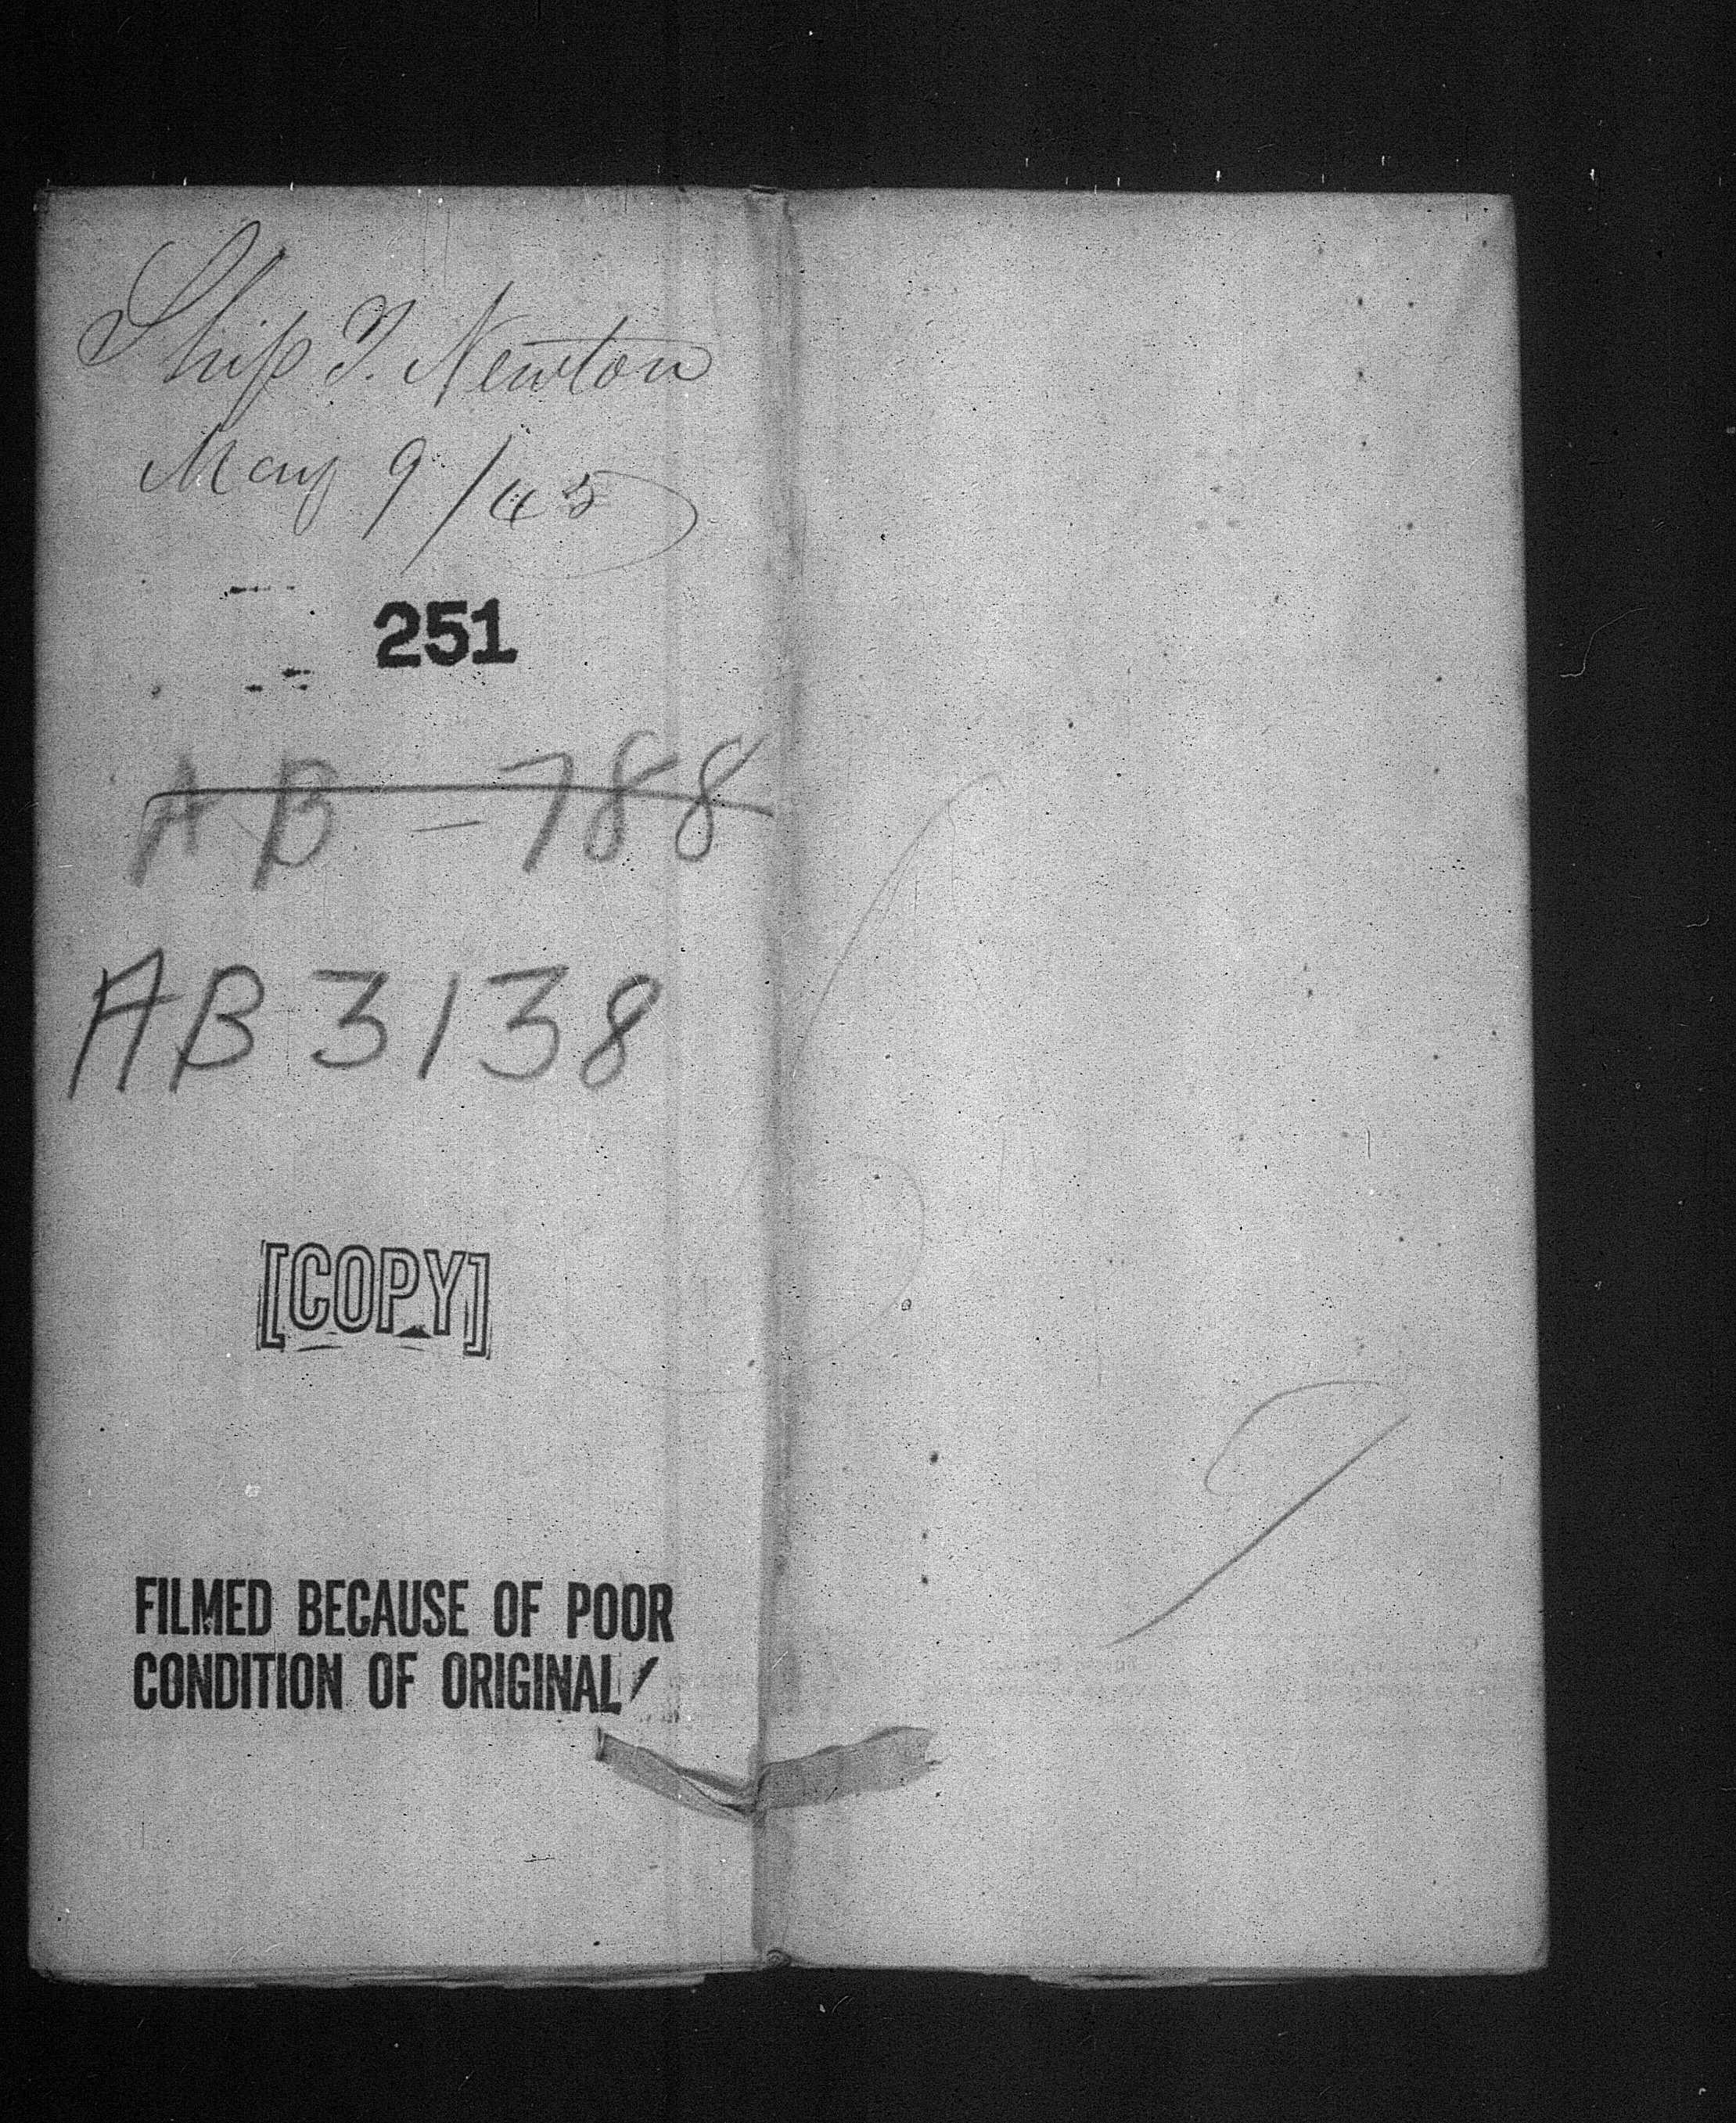 Ship I. Newton
May 9/45
251
AB-788
AB 3138
[COPY]
FILMED BECAUSE OF POOR
CONDITION OF ORIGINAL